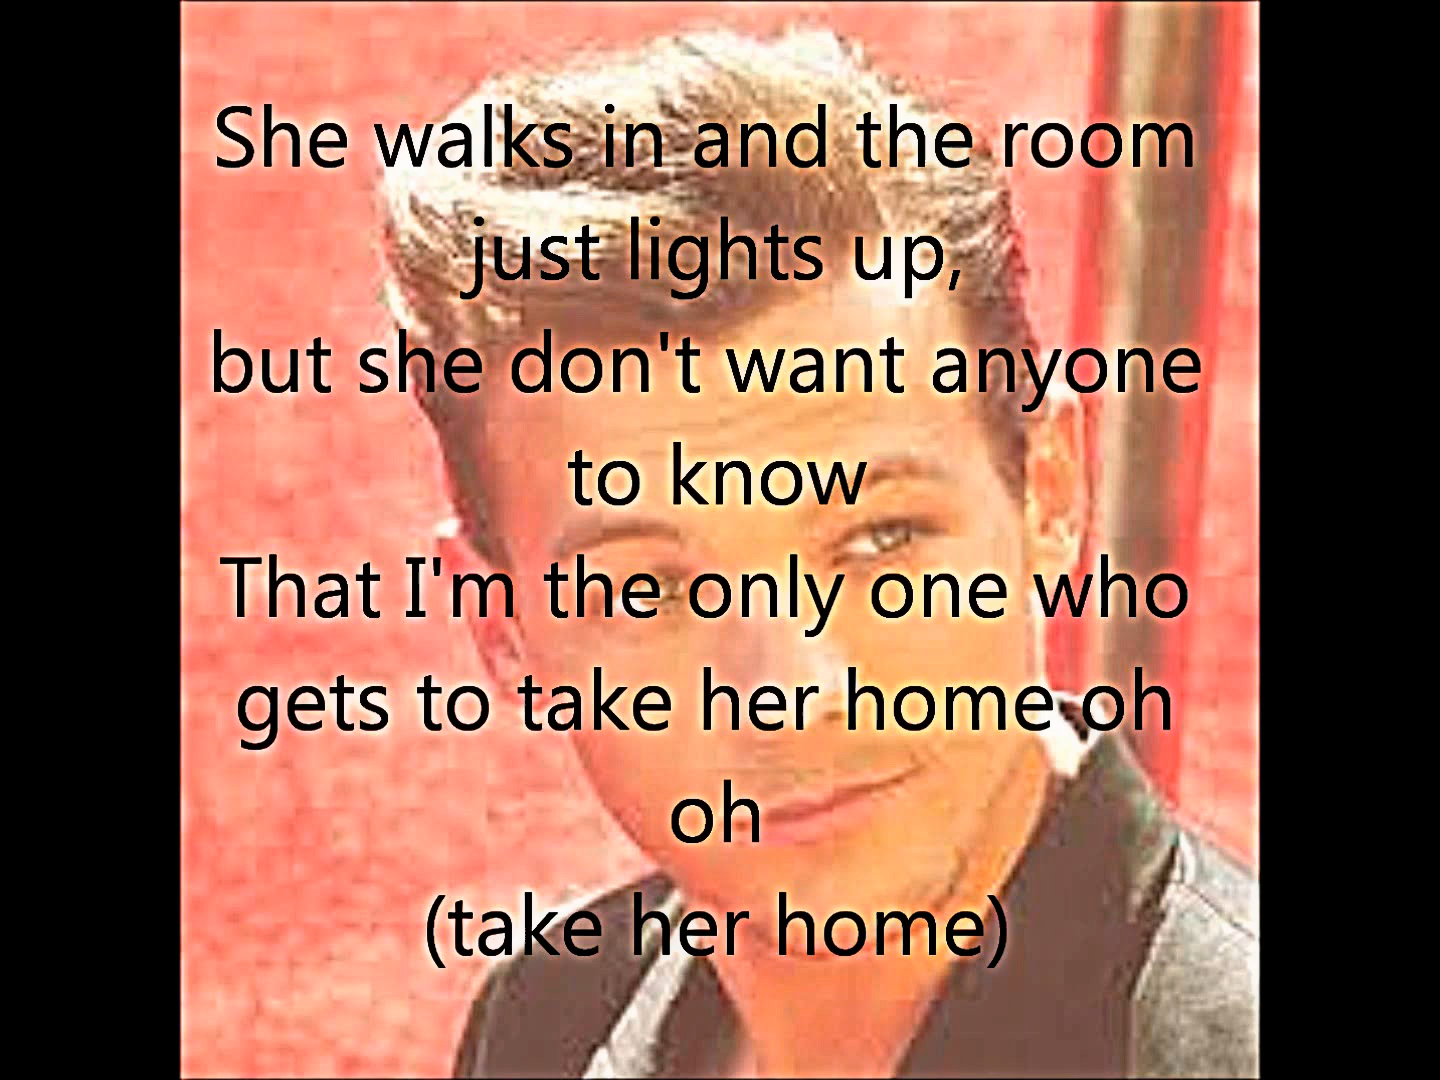 She walks in and the room
just lights up,
but she don't want anyone
to know
That I'm the only one who
gets to take her home oh
oh
(take her home)